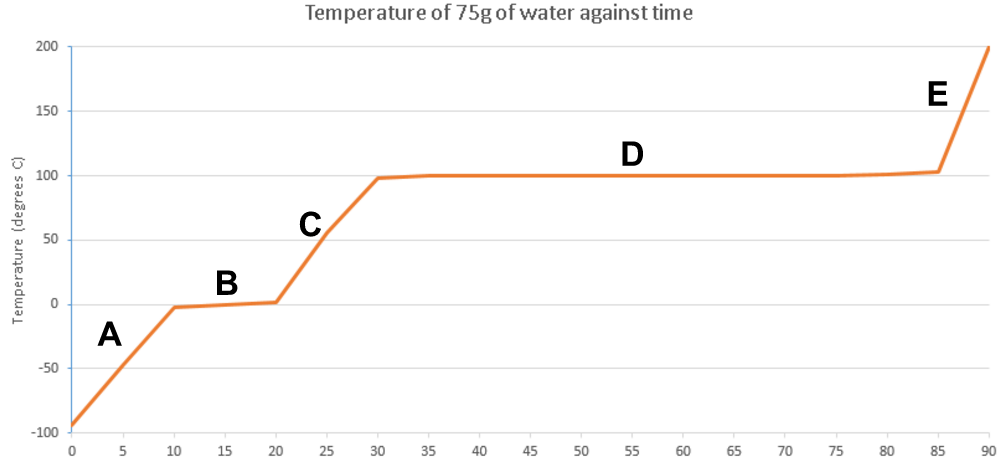 Temperature of 75g of water against time
Temperature (degrees C)
200
150
100
50
0
-50
-100
A
B
C
D
E
0 5 10 15 20 25 30 35 40 45 50 55 60 65 70 75 80 85 90